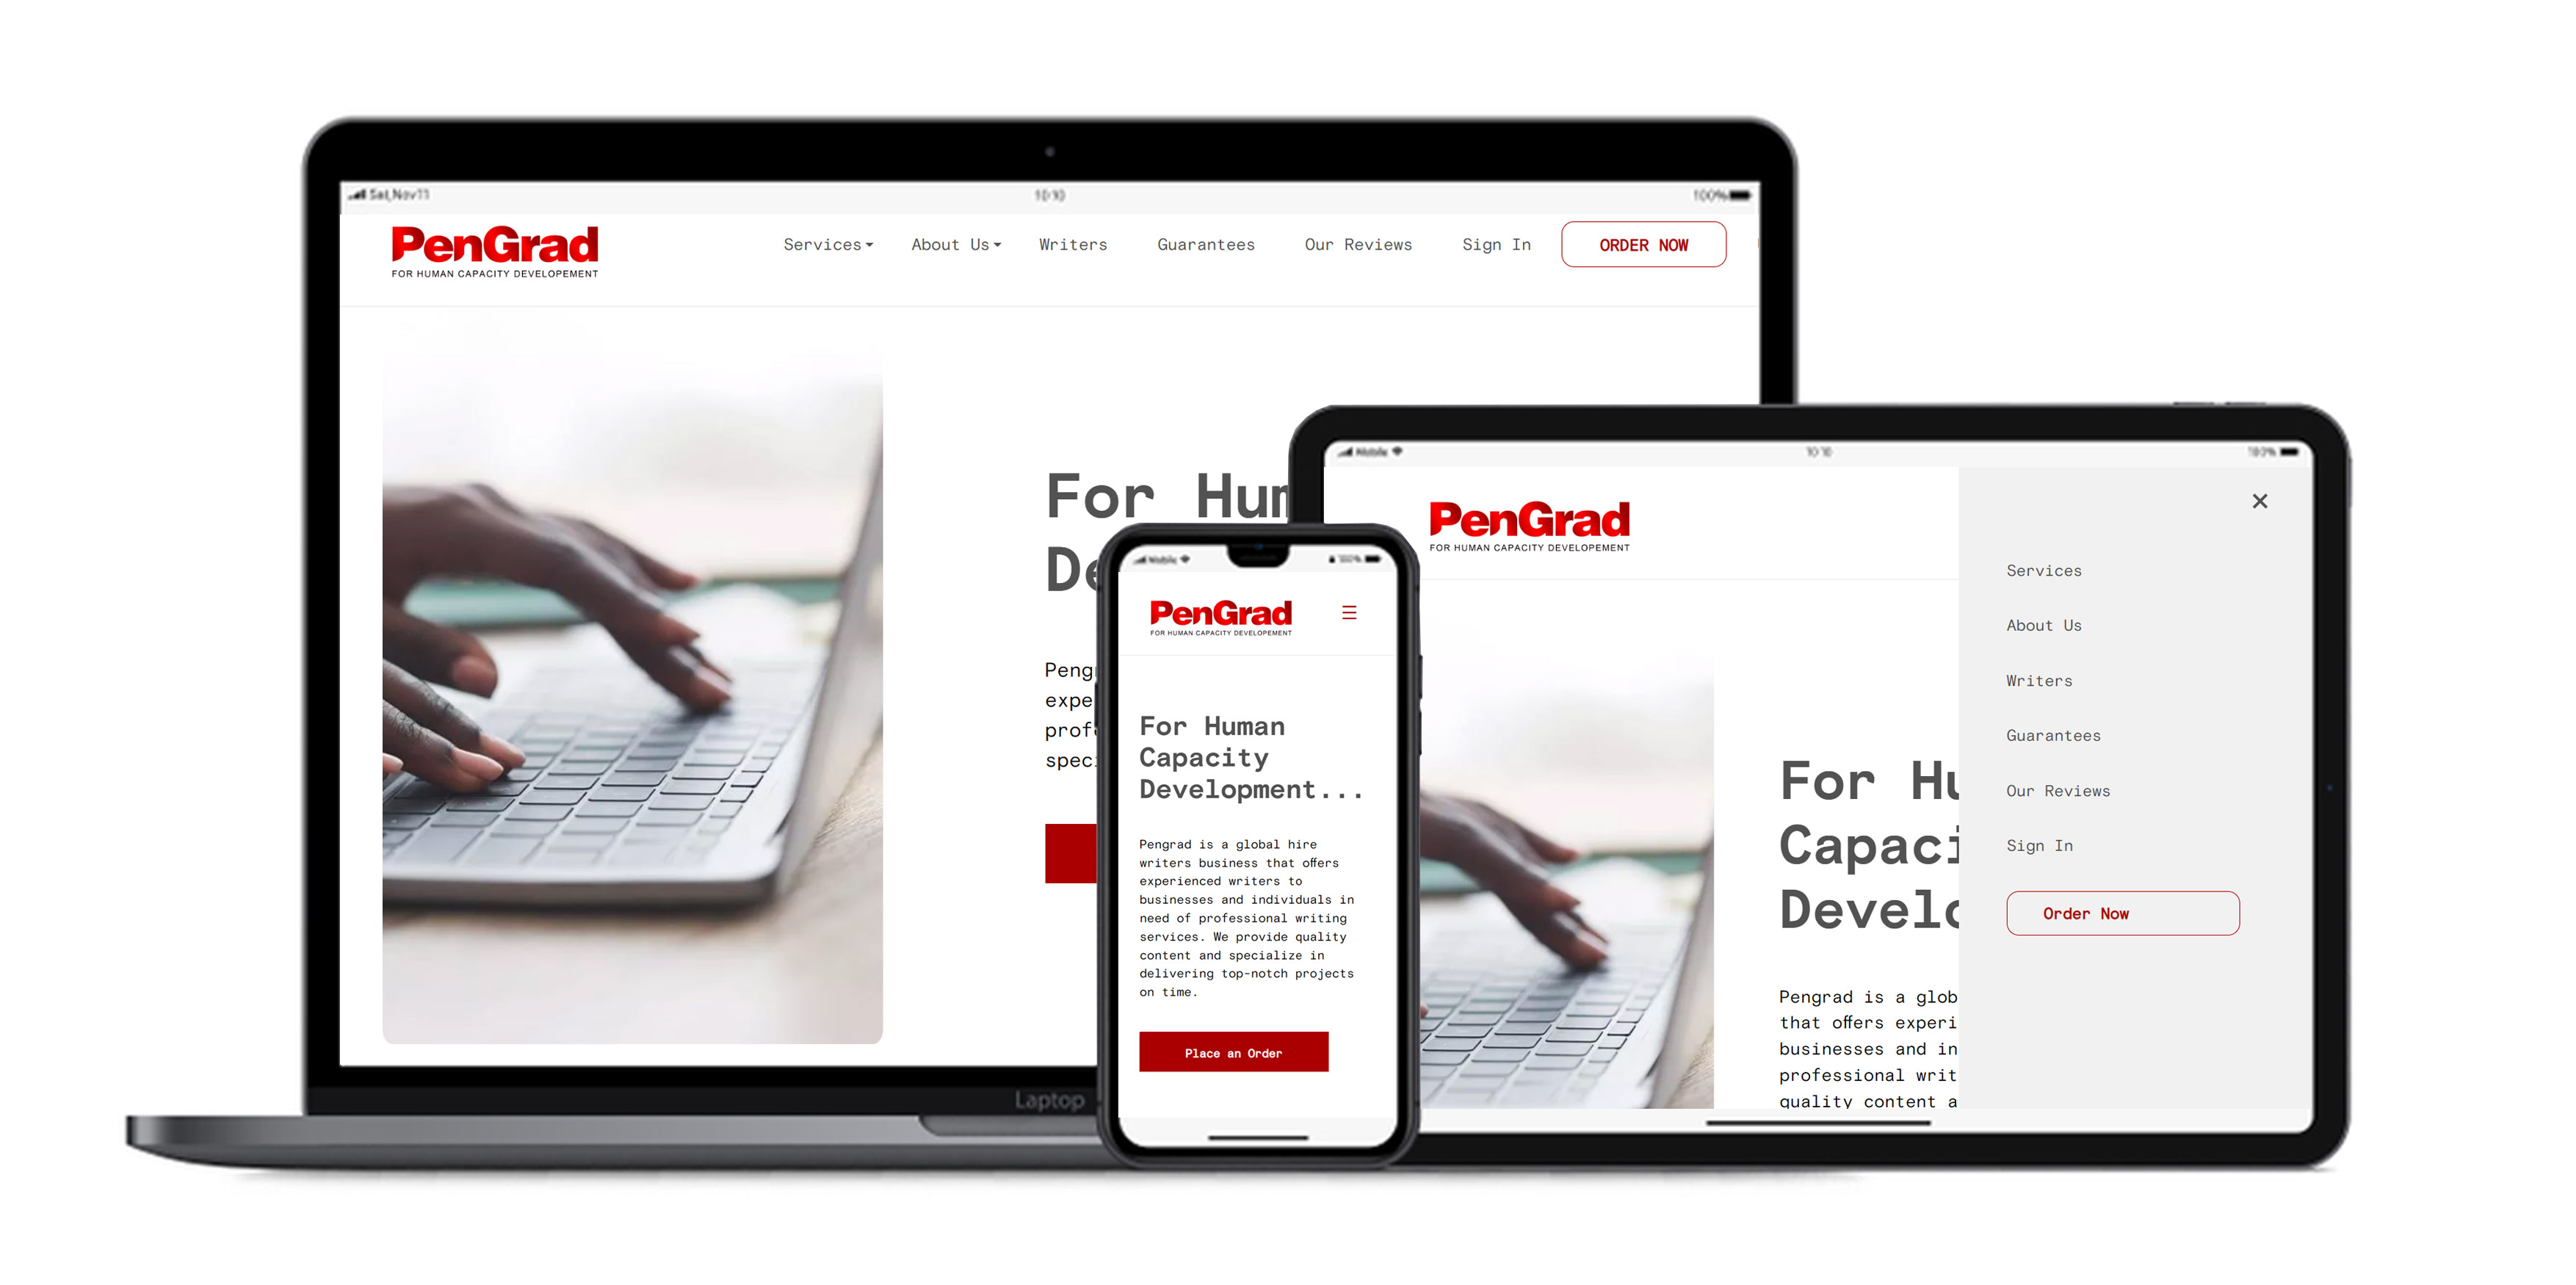 Sat,Nov11 10:10 100%
PenGrad
FOR HUMAN CAPACITY DEVELOPEMENT
Services About Us Writers Guarantees Our Reviews Sign In ORDER NOW
For Hum
De
Peng
expe
prof
spec
Laptop
Mobile 100%
PenGrad
FOR HUMAN CAPACITY DEVELOPEMENT
For Human
Capacity
Development...
Pengrad is a global hire
writers business that offers
experienced writers to
businesses and individuals in
need of professional writing
services. We provide quality
content and specialize in
delivering top-notch projects
on time.
Place an Order
Mobile 10:10 100%
PenGrad
FOR HUMAN CAPACITY DEVELOPEMENT
For Hu
Capaci
Develo
Pengrad is a glob
that offers experi
businesses and in
professional writ
quality content a
Services
About Us
Writers
Guarantees
Our Reviews
Sign In
Order Now